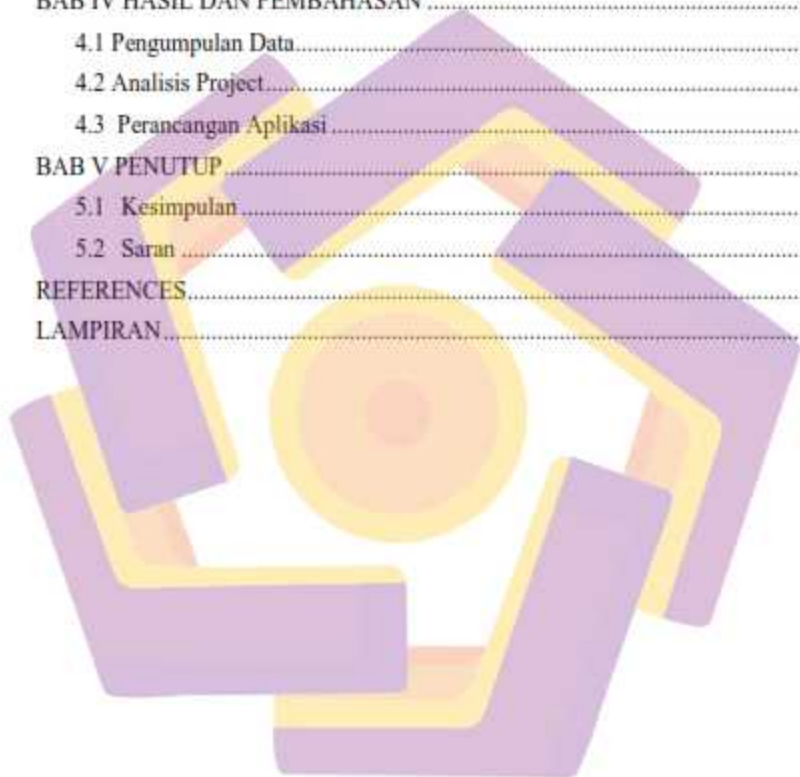 BAB IV HASIL DAN PEMBAHASAN........................................................................
4.1 Pengumpulan Data........................................................................
4.2 Analisis Project........................................................................
4.3 Perancangan Aplikasi........................................................................
BAB V PENUTUP........................................................................
5.1 Kesimpulan........................................................................
5.2 Saran........................................................................
REFERENCES........................................................................
LAMPIRAN........................................................................